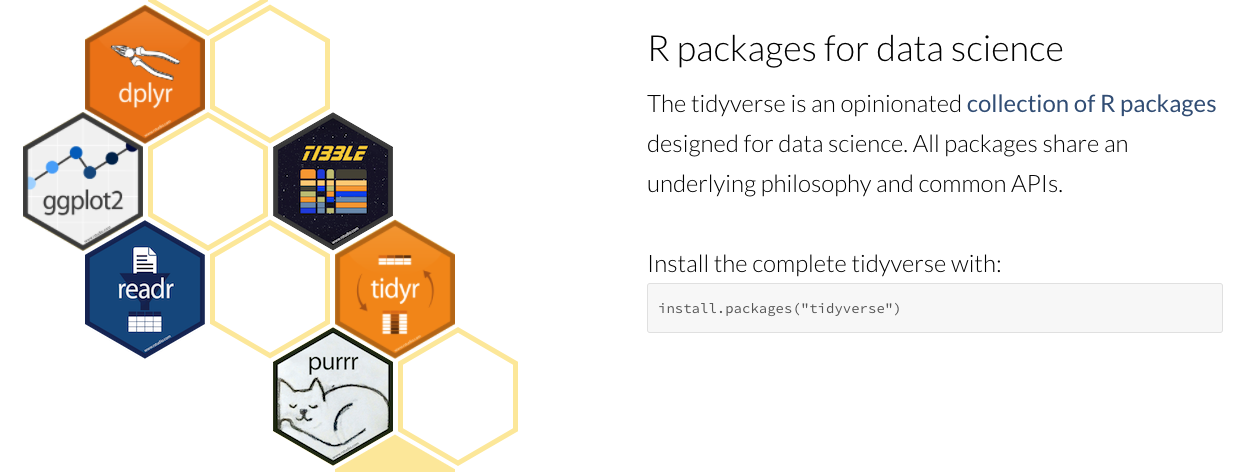 dplyr
ggplot2
TIBBLE
readr
tidyr
purrr
R packages for data science
The tidyverse is an opinionated collection of R packages
designed for data science. All packages share an
underlying philosophy and common APIs.
Install the complete tidyverse with:
install.packages("tidyverse")